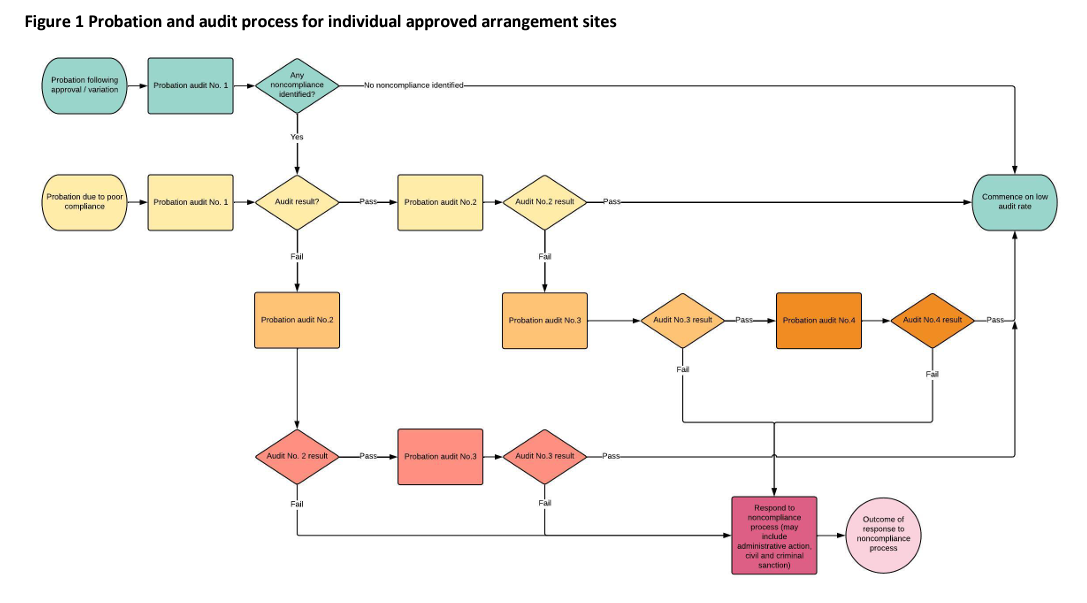 Figure 1 Probation and audit process for individual approved arrangement sites
Probation following
approval / variation
Probation audit No. 1
Any
noncompliance
identified?
No noncompliance identified
Yes
Probation due to poor
compliance
Probation audit No. 1
Audit result?
Pass
Probation audit No.2
Audit No.2 result
Pass
Commence on low
audit rate
Fail
Fail
Probation audit No.2
Probation audit No.3
Audit No.3 result
Pass
Probation audit No.4
Audit No.4 result
Pass
Fail
Fail
Audit No. 2 result
Pass
Probation audit No.3
Audit No.3 result
Pass
Fail
Fail
Respond to
noncompliance
process (may
include
administrative action,
civil and criminal
sanction)
Outcome of
response to
noncompliance
process